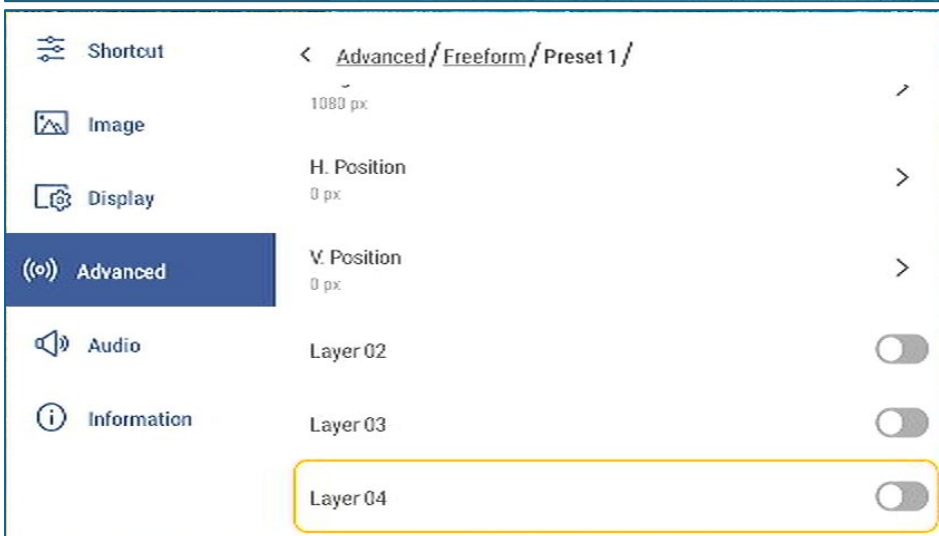 Shortcut
Image
Display
Advanced
Audio
Information
Advanced/Freeform/Preset 1/
1080 px
H. Position
0 px
V. Position
0 px
Layer 02
Layer 03
Layer 04